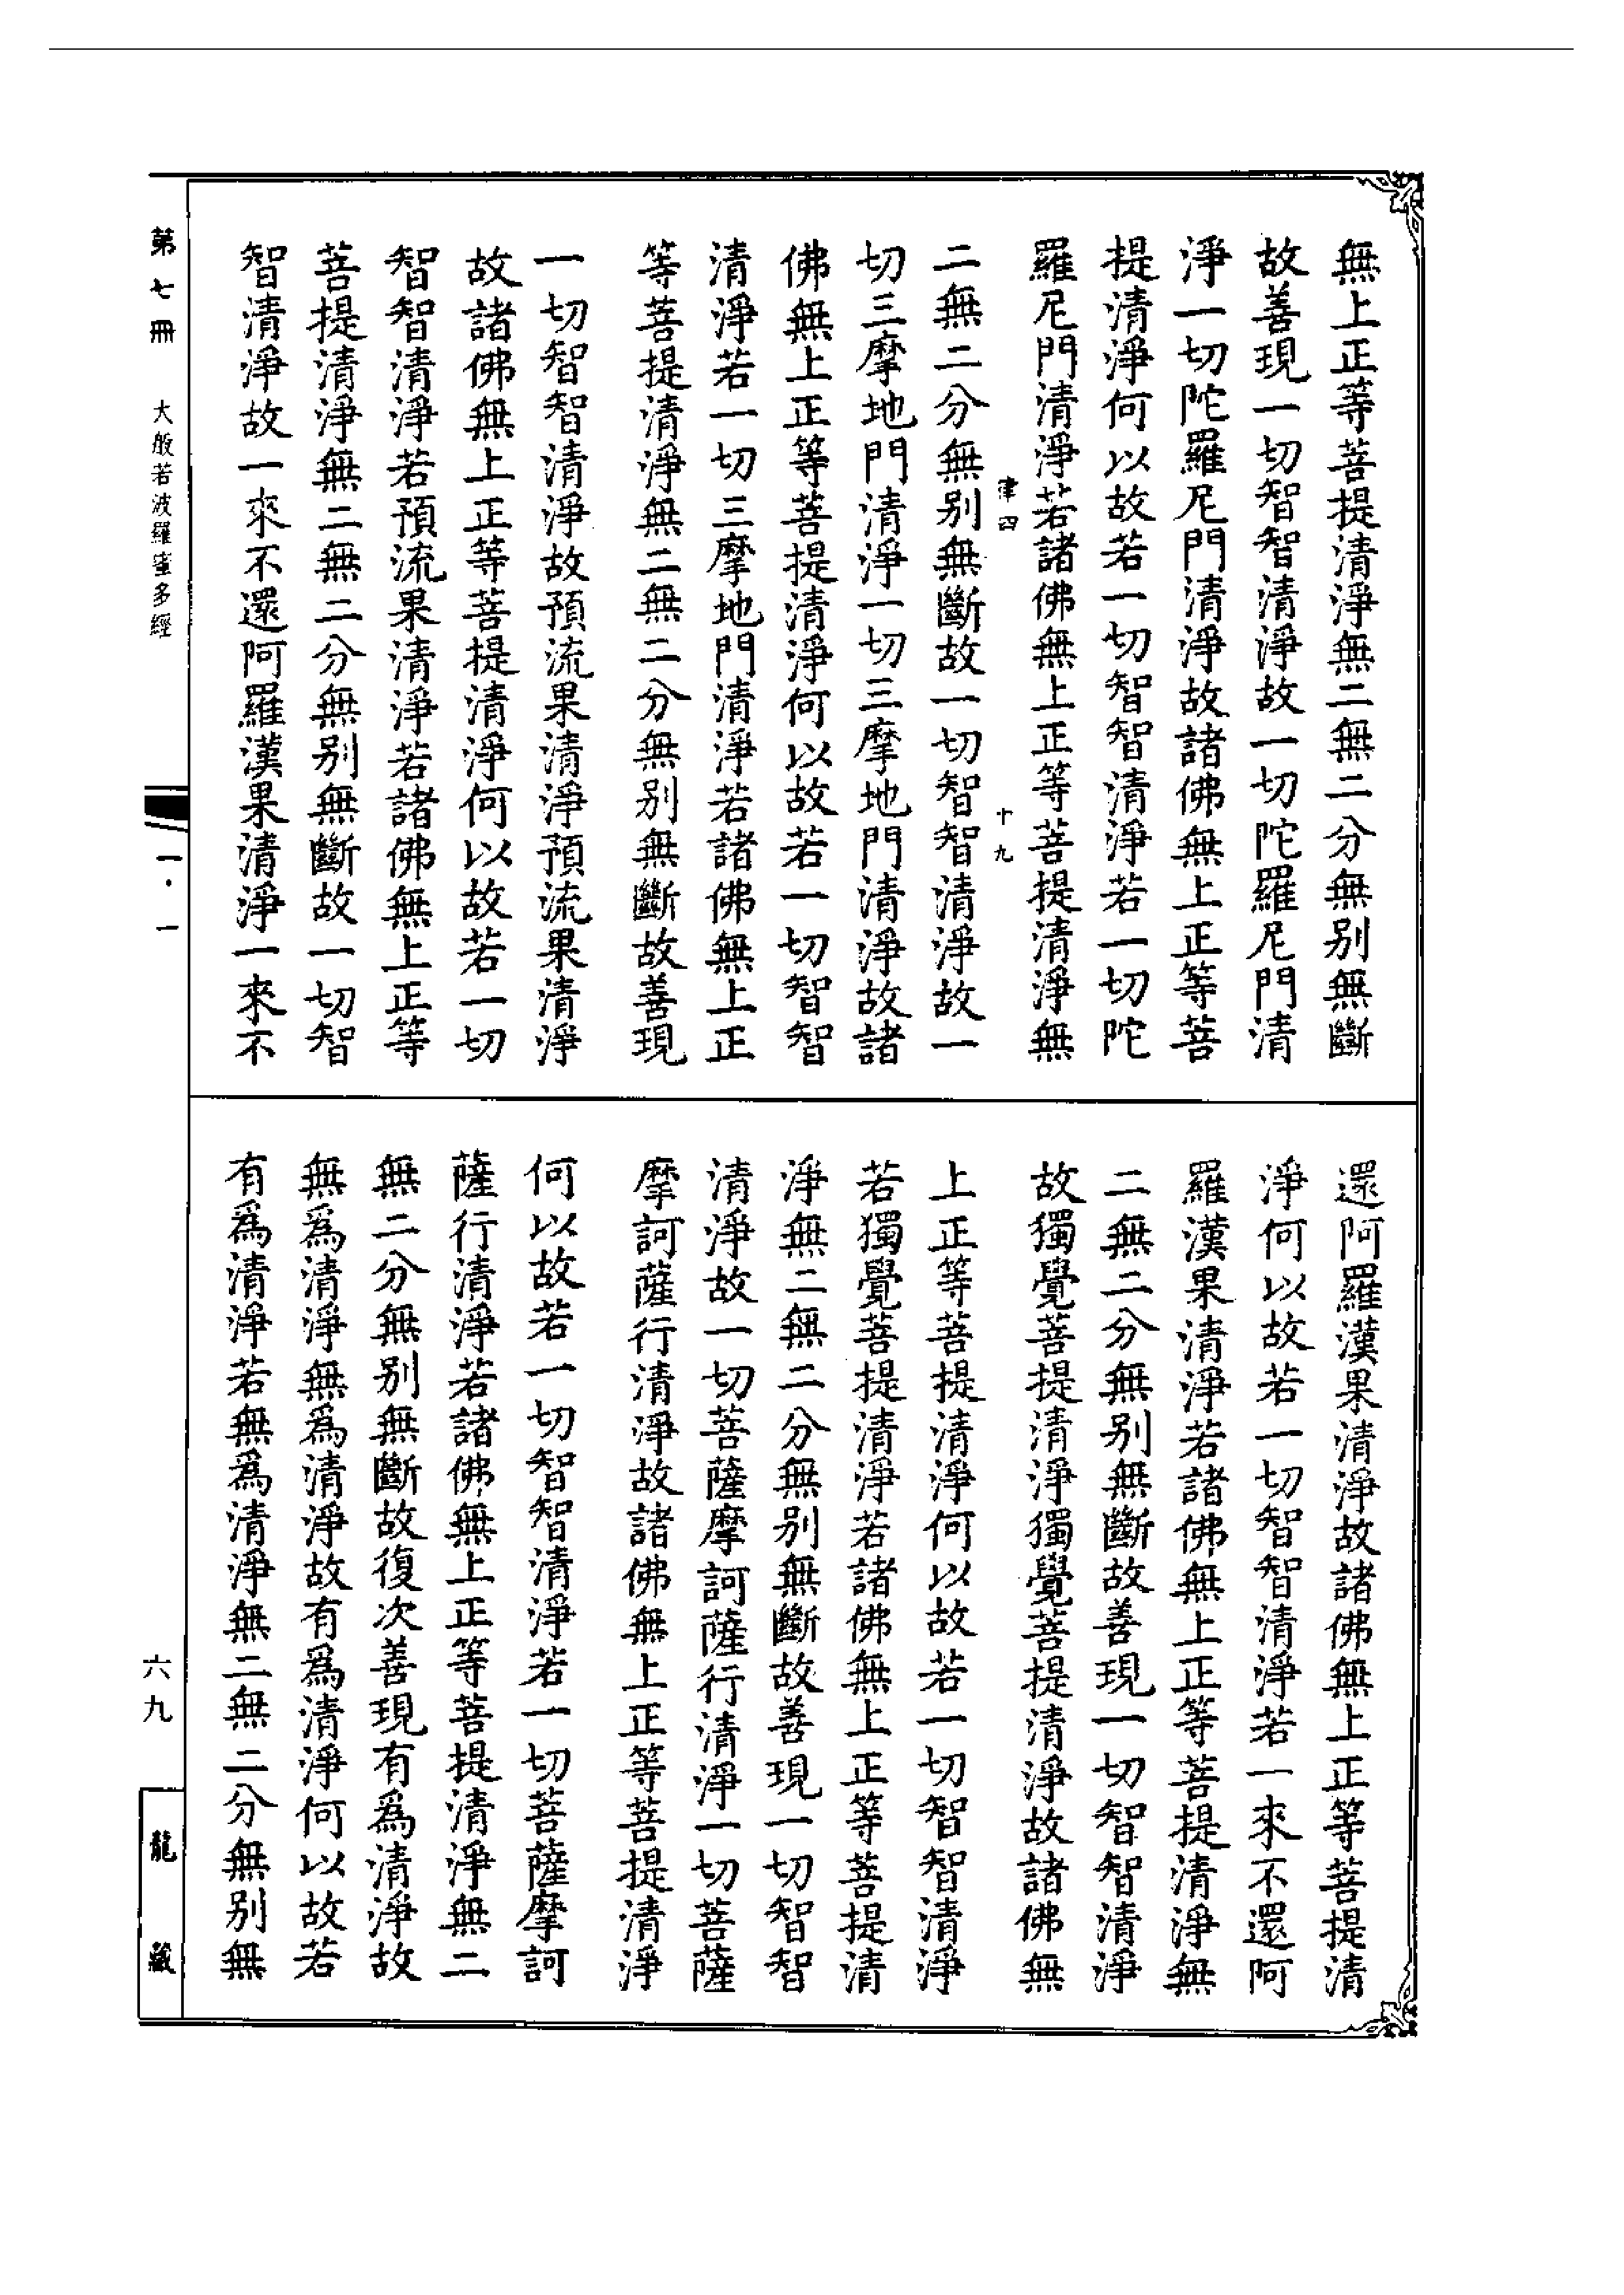 無上正等菩提清淨無二無二分無别無斷
故善現一切智智清淨故一切陀羅尼門清
淨一切陀羅尼門清淨故諸佛無上正等菩
提清淨何以故若一切智智清淨若一切陀
羅尼門清淨若諸佛無上正等菩提清淨無
律四 十九
二無二分無别無斷故一切智智清淨故一
切三摩地門清淨一切三摩地門清淨故諸
佛無上正等菩提清淨何以故若一切智智
清淨若一切三摩地門清淨若諸佛無上正
等菩提清淨無二無二分無别無斷故善現
一切智智清淨故預流果清淨預流果清淨
故諸佛無上正等菩提清淨何以故若一切
智智清淨若預流果清淨若諸佛無上正等
菩提清淨無二無二分無别無斷故一切智
智清淨故一來不還阿羅漢果清淨一來不
還阿羅漢果清淨故諸佛無上正等菩提清
淨何以故若一切智智清淨若一來不還阿
羅漢果清淨若諸佛無上正等菩提清淨無
二無二分無别無斷故善現一切智智清淨
故獨覺菩提清淨獨覺菩提清淨故諸佛無
上正等菩提清淨何以故若一切智智清淨
若獨覺菩提清淨若諸佛無上正等菩提清
淨無二無二分無别無斷故善現一切智智
清淨故一切菩薩摩訶薩行清淨一切菩薩
摩訶薩行清淨故諸佛無上正等菩提清淨
何以故若一切智智清淨若一切菩薩摩訶
薩行清淨若諸佛無上正等菩提清淨無二
無二分無别無斷故復次善現有爲清淨故
無爲清淨無爲清淨故有爲清淨何以故若
有爲清淨若無爲清淨無二無二分無别無
第七冊 大般若波羅蜜多經 一·一 六九 龍藏